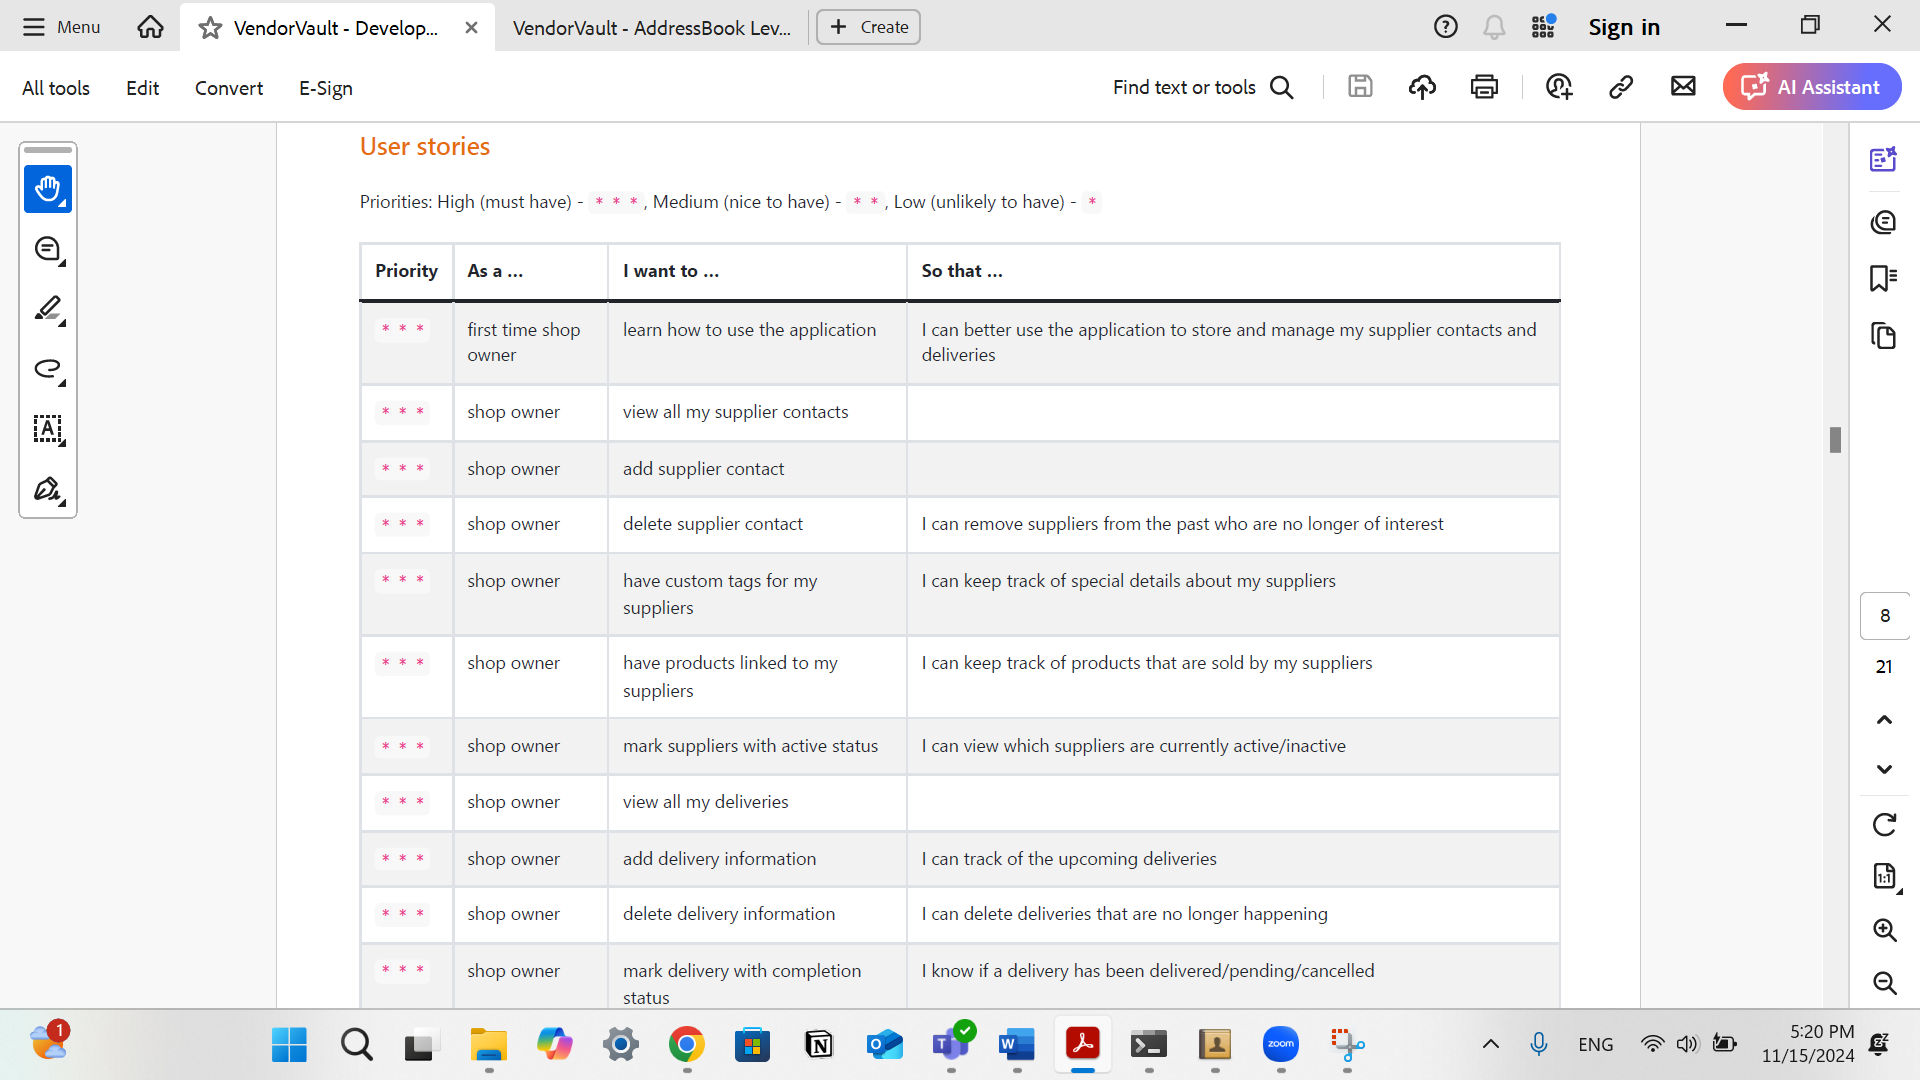 Menu
VendorVault - Develop...
VendorVault - AddressBook Lev...
Create
Sign in
All tools
Edit
Convert
E-Sign
Find text or tools
AI Assistant
User stories
Priorities: High (must have) - * * *, Medium (nice to have) - * *, Low (unlikely to have) - *
Priority As a ... I want to ... So that ...
* * * first time shop learn how to use the application I can better use the application to store and manage my supplier contacts and
owner deliveries
* * * shop owner view all my supplier contacts
* * * shop owner add supplier contact
* * * shop owner delete supplier contact I can remove suppliers from the past who are no longer of interest
* * * shop owner have custom tags for my I can keep track of special details about my suppliers
suppliers
* * * shop owner have products linked to my I can keep track of products that are sold by my suppliers
suppliers
* * * shop owner mark suppliers with active status I can view which suppliers are currently active/inactive
* * * shop owner view all my deliveries
* * * shop owner add delivery information I can track of the upcoming deliveries
* * * shop owner delete delivery information I can delete deliveries that are no longer happening
* * * shop owner mark delivery with completion I know if a delivery has been delivered/pending/cancelled
status
8
21
1:1
1
zoom
ENG
5:20 PM
11/15/2024